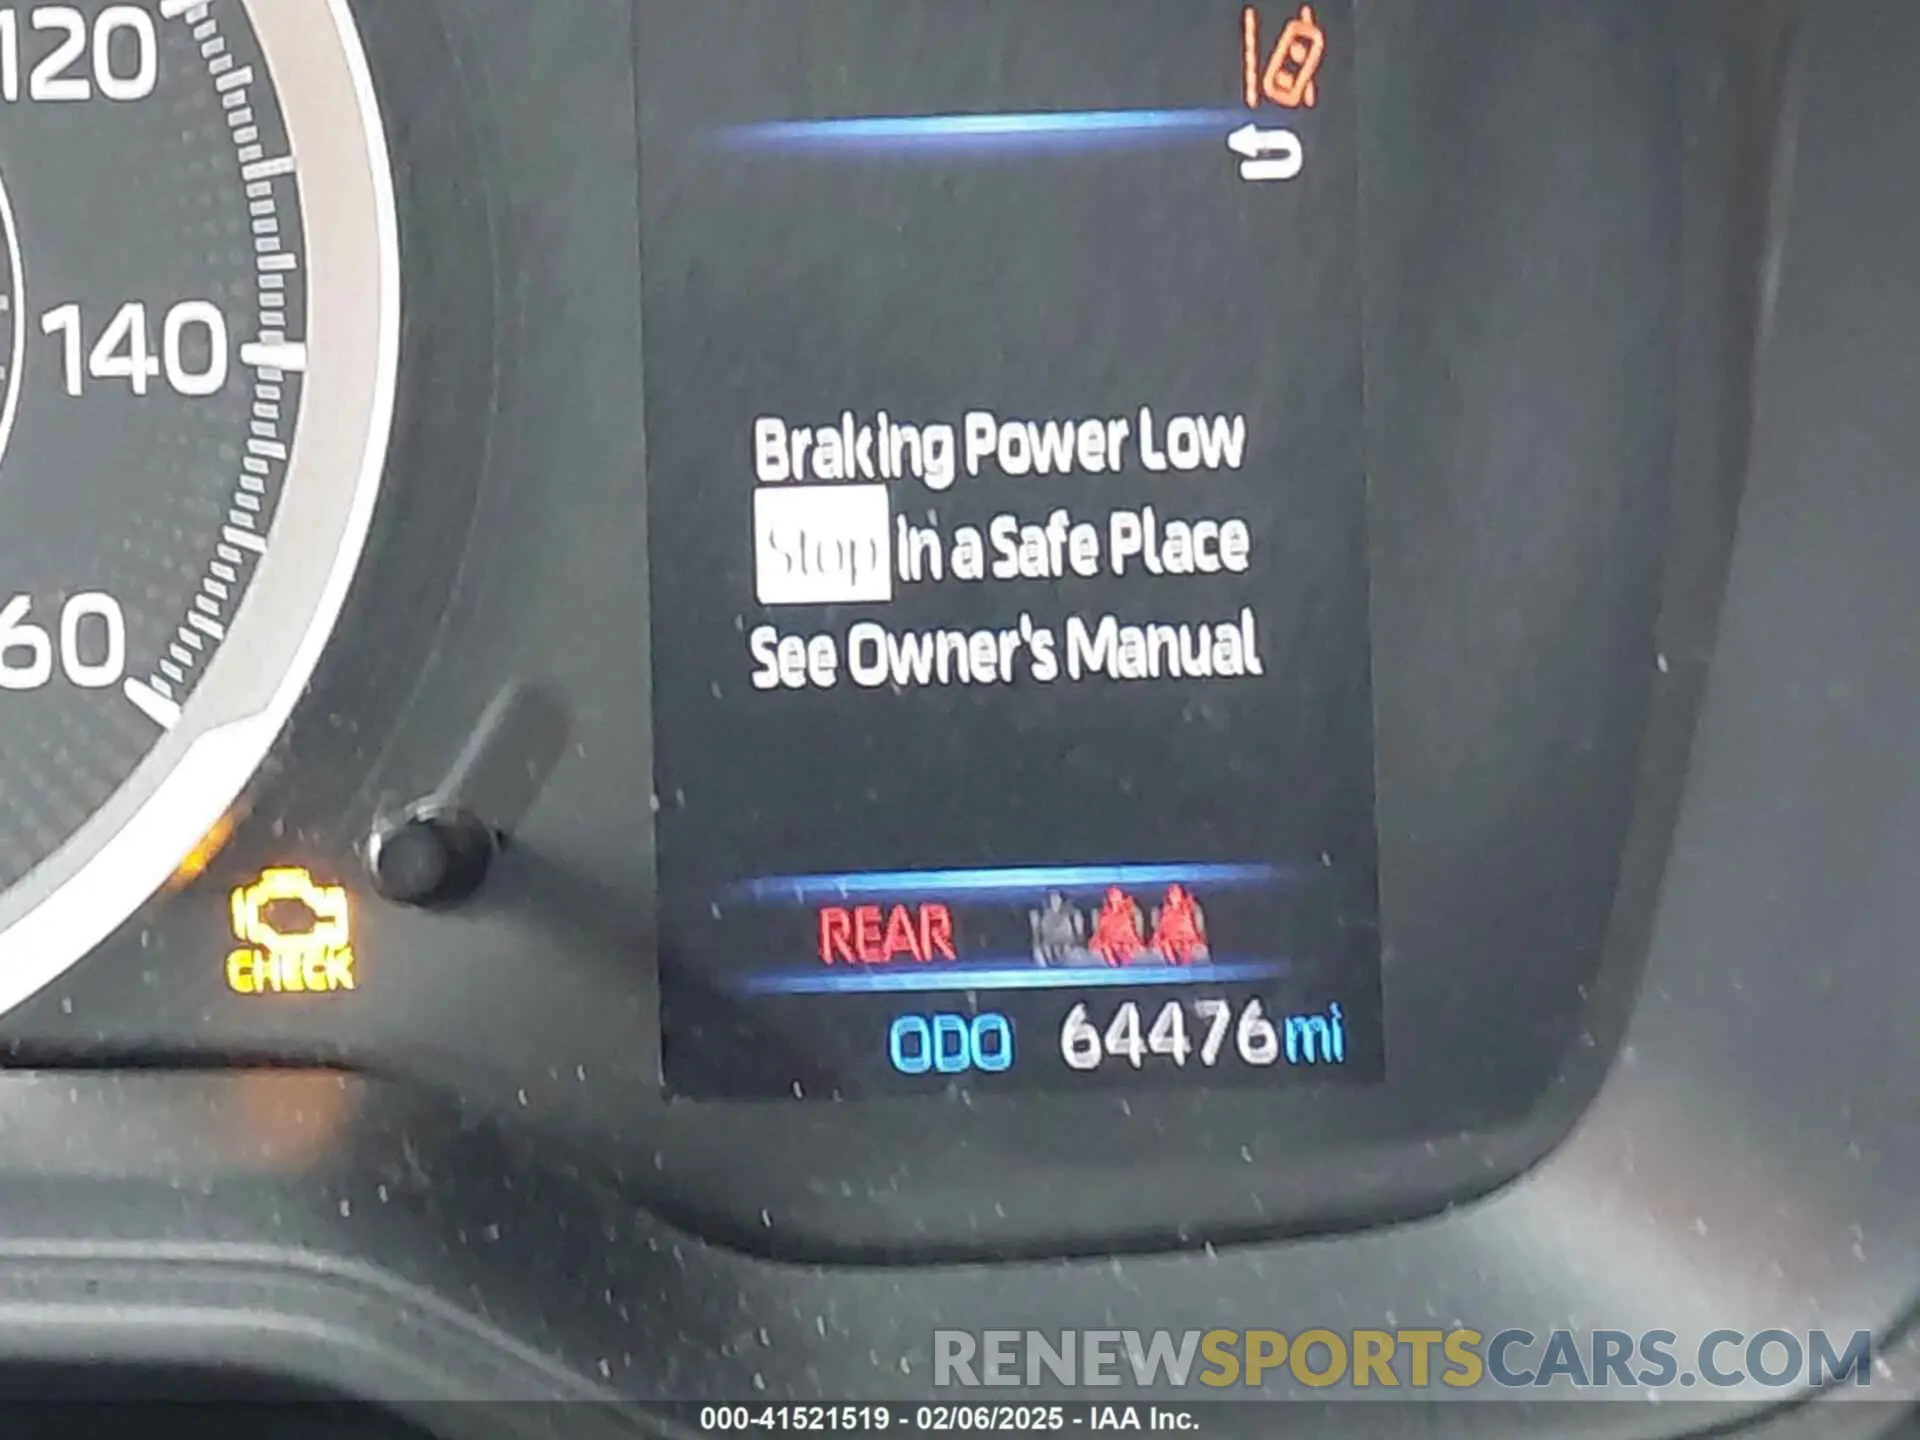 120
140
60
Braking Power Low
Stop in a Safe Place
See Owner's Manual
CHECK
REAR
ODO 64476 mi
RENEWSPORTSCARS.COM
000-41521519 - 02/06/2025 - IAA Inc.